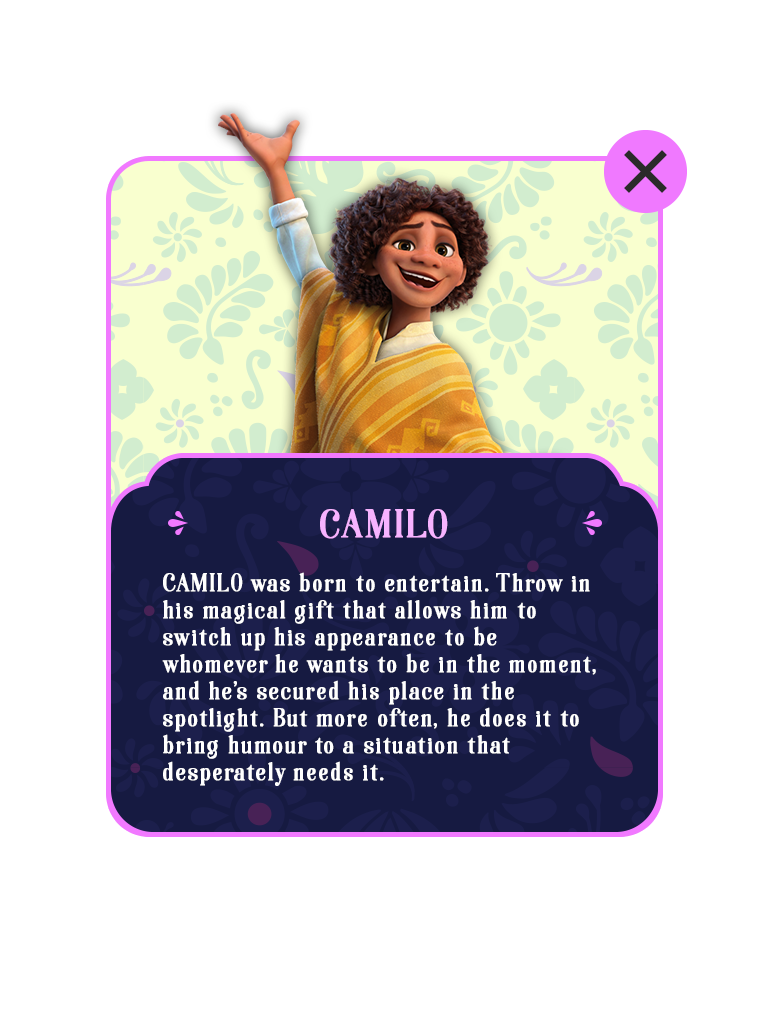 CAMILO
CAMILO was born to entertain. Throw in
his magical gift that allows him to
switch up his appearance to be
whomever he wants to be in the moment,
and he’s secured his place in the
spotlight. But more often, he does it to
bring humour to a situation that
desperately needs it.